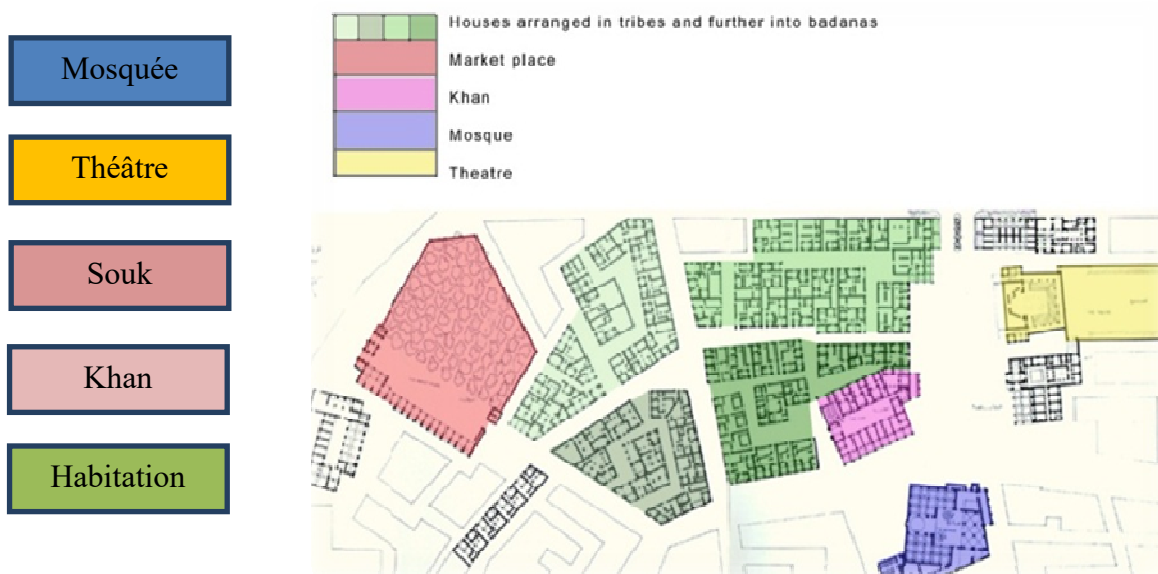 Mosquée
Théâtre
Souk
Khan
Habitation
Houses arranged in tribes and further into badanas
Market place
Khan
Mosque
Theatre